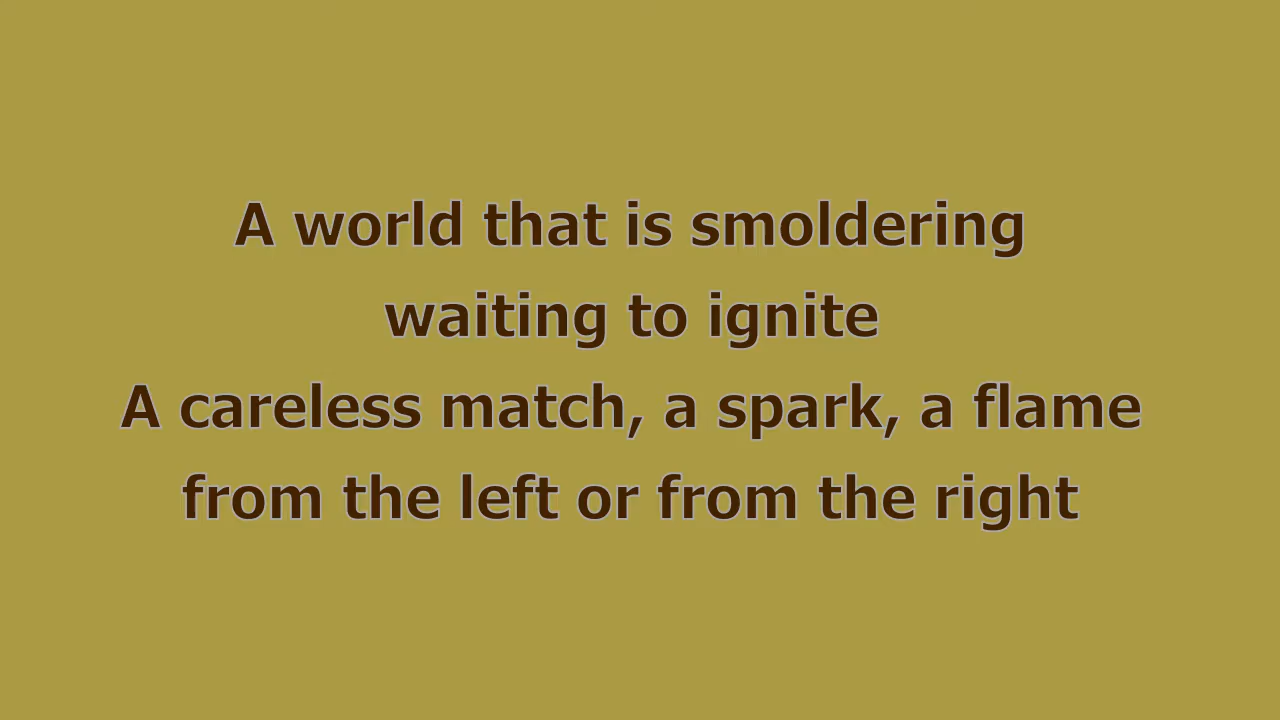 A world that is smoldering
waiting to ignite
A careless match, a spark, a flame
from the left or from the right